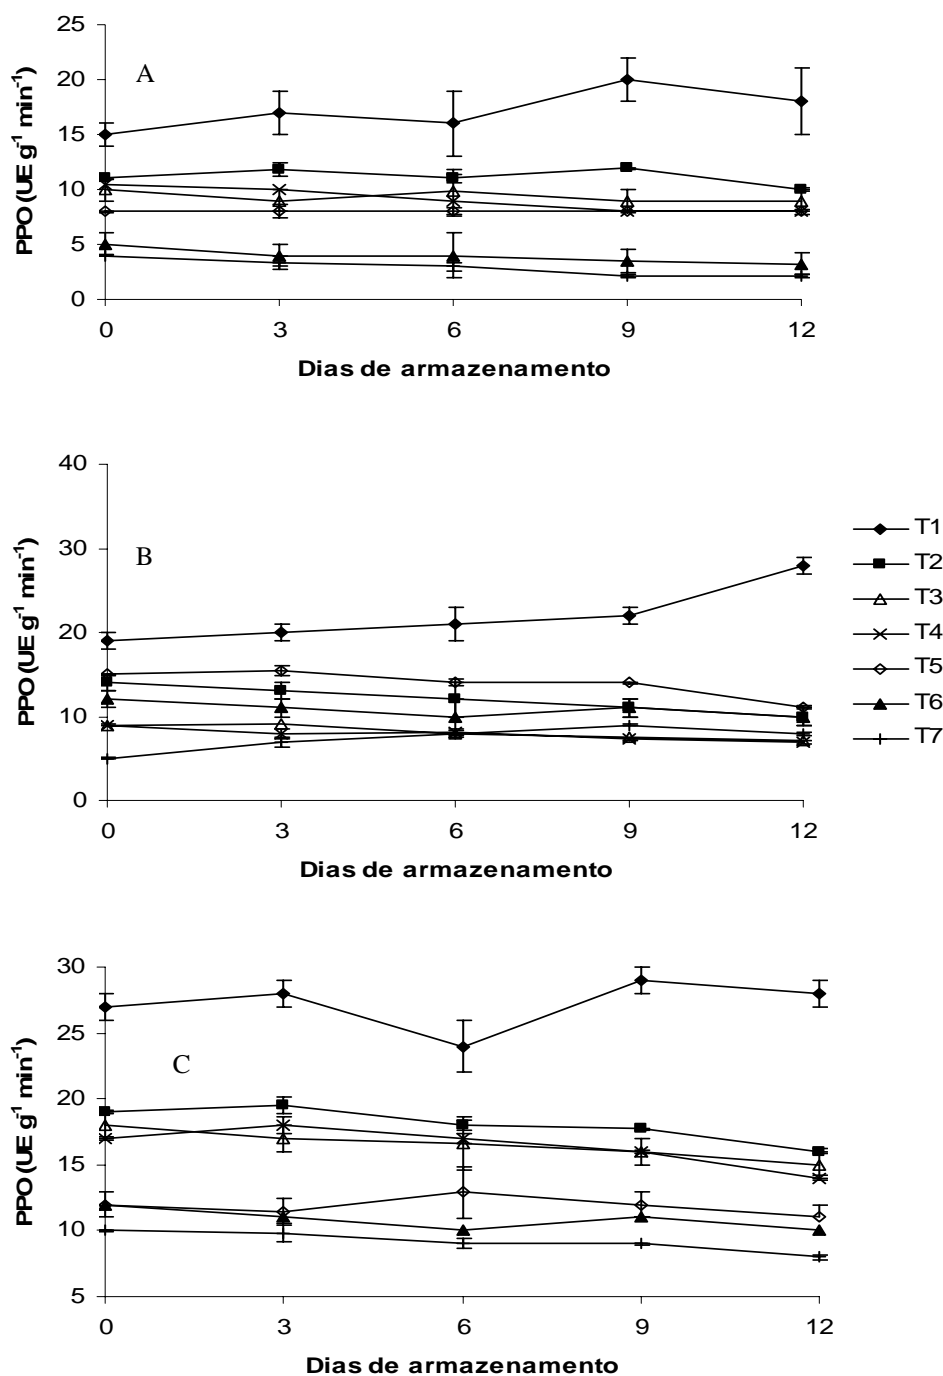 25
20
15
10
5
0
A
PPO (UE g⁻¹ min⁻¹)
0 3 6 9 12
Dias de armazenamento
40
30
20
10
0
B
PPO (UE g⁻¹ min⁻¹)
0 3 6 9 12
Dias de armazenamento
T1
T2
T3
T4
T5
T6
T7
30
25
20
15
10
5
C
PPO (UE g⁻¹ min⁻¹)
0 3 6 9 12
Dias de armazenamento